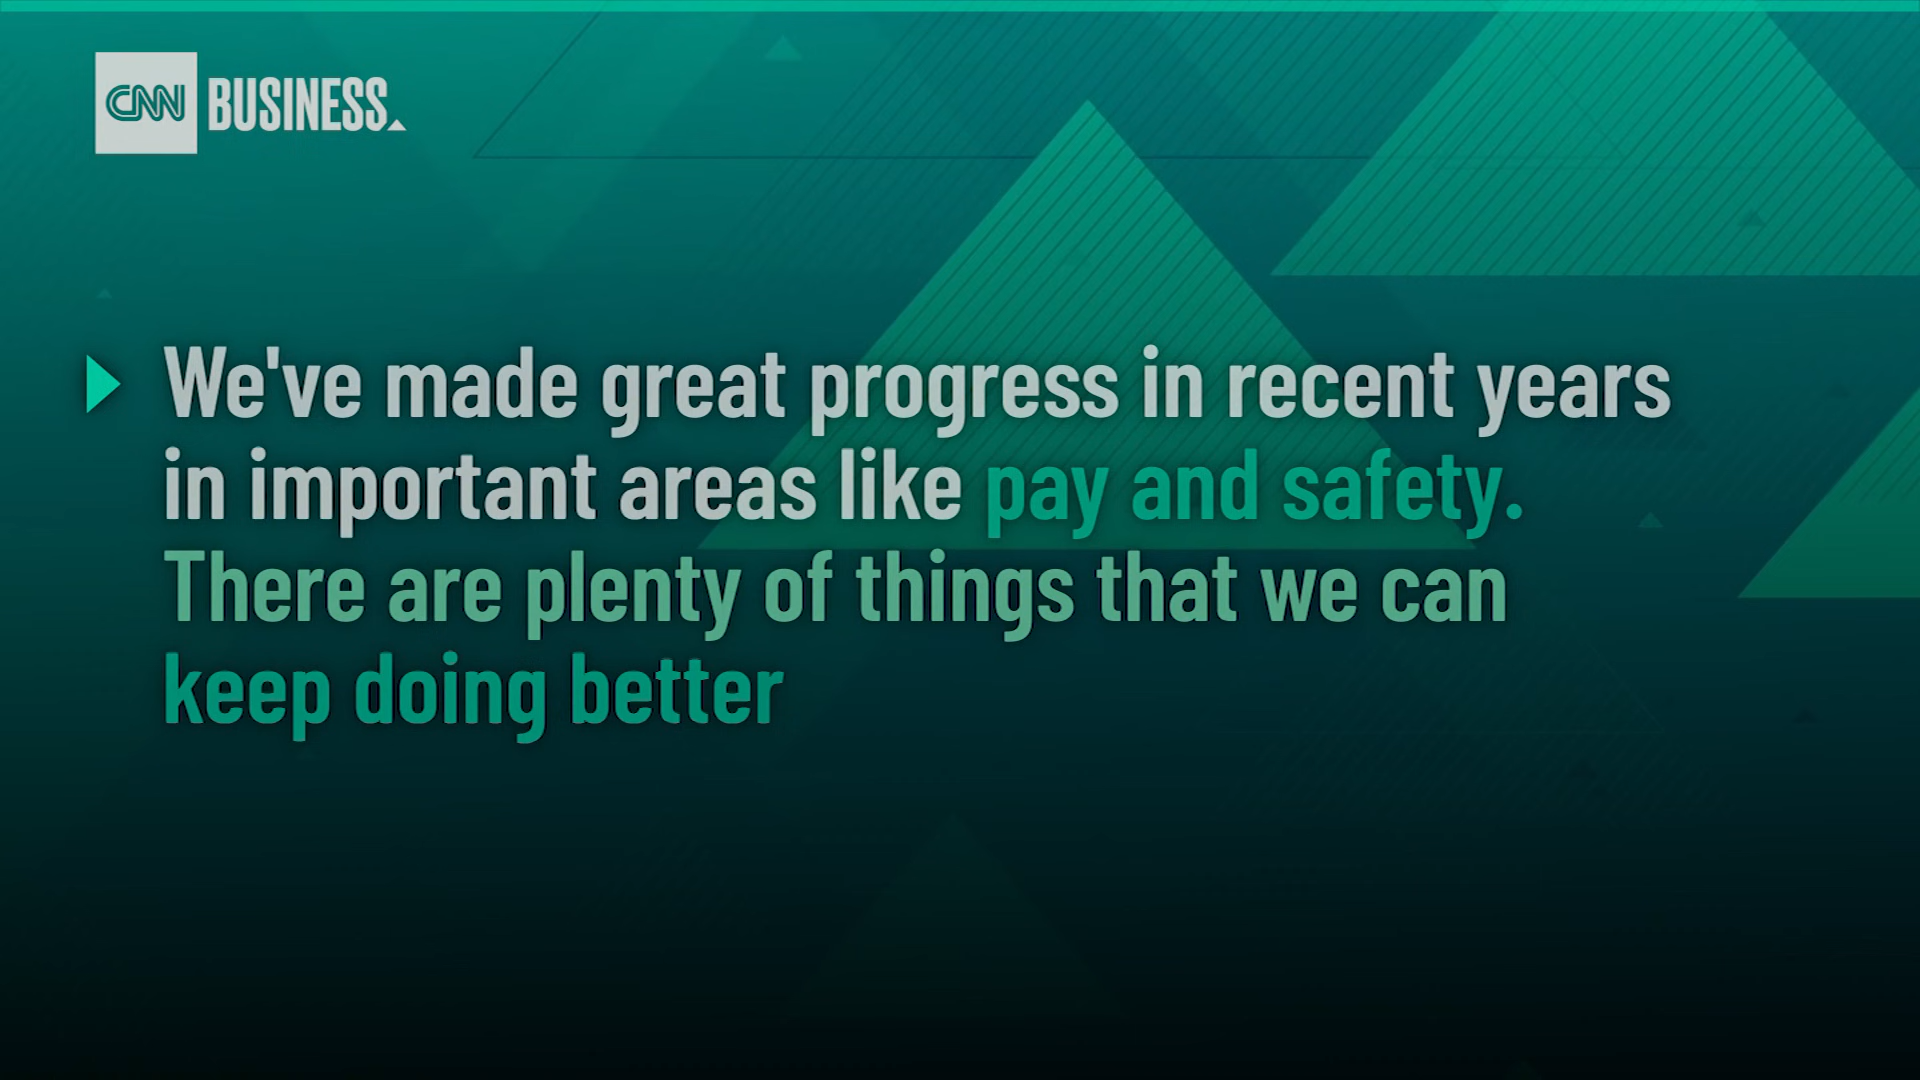 CNN BUSINESS
We've made great progress in recent years
in important areas like pay and safety.
There are plenty of things that we can
keep doing better